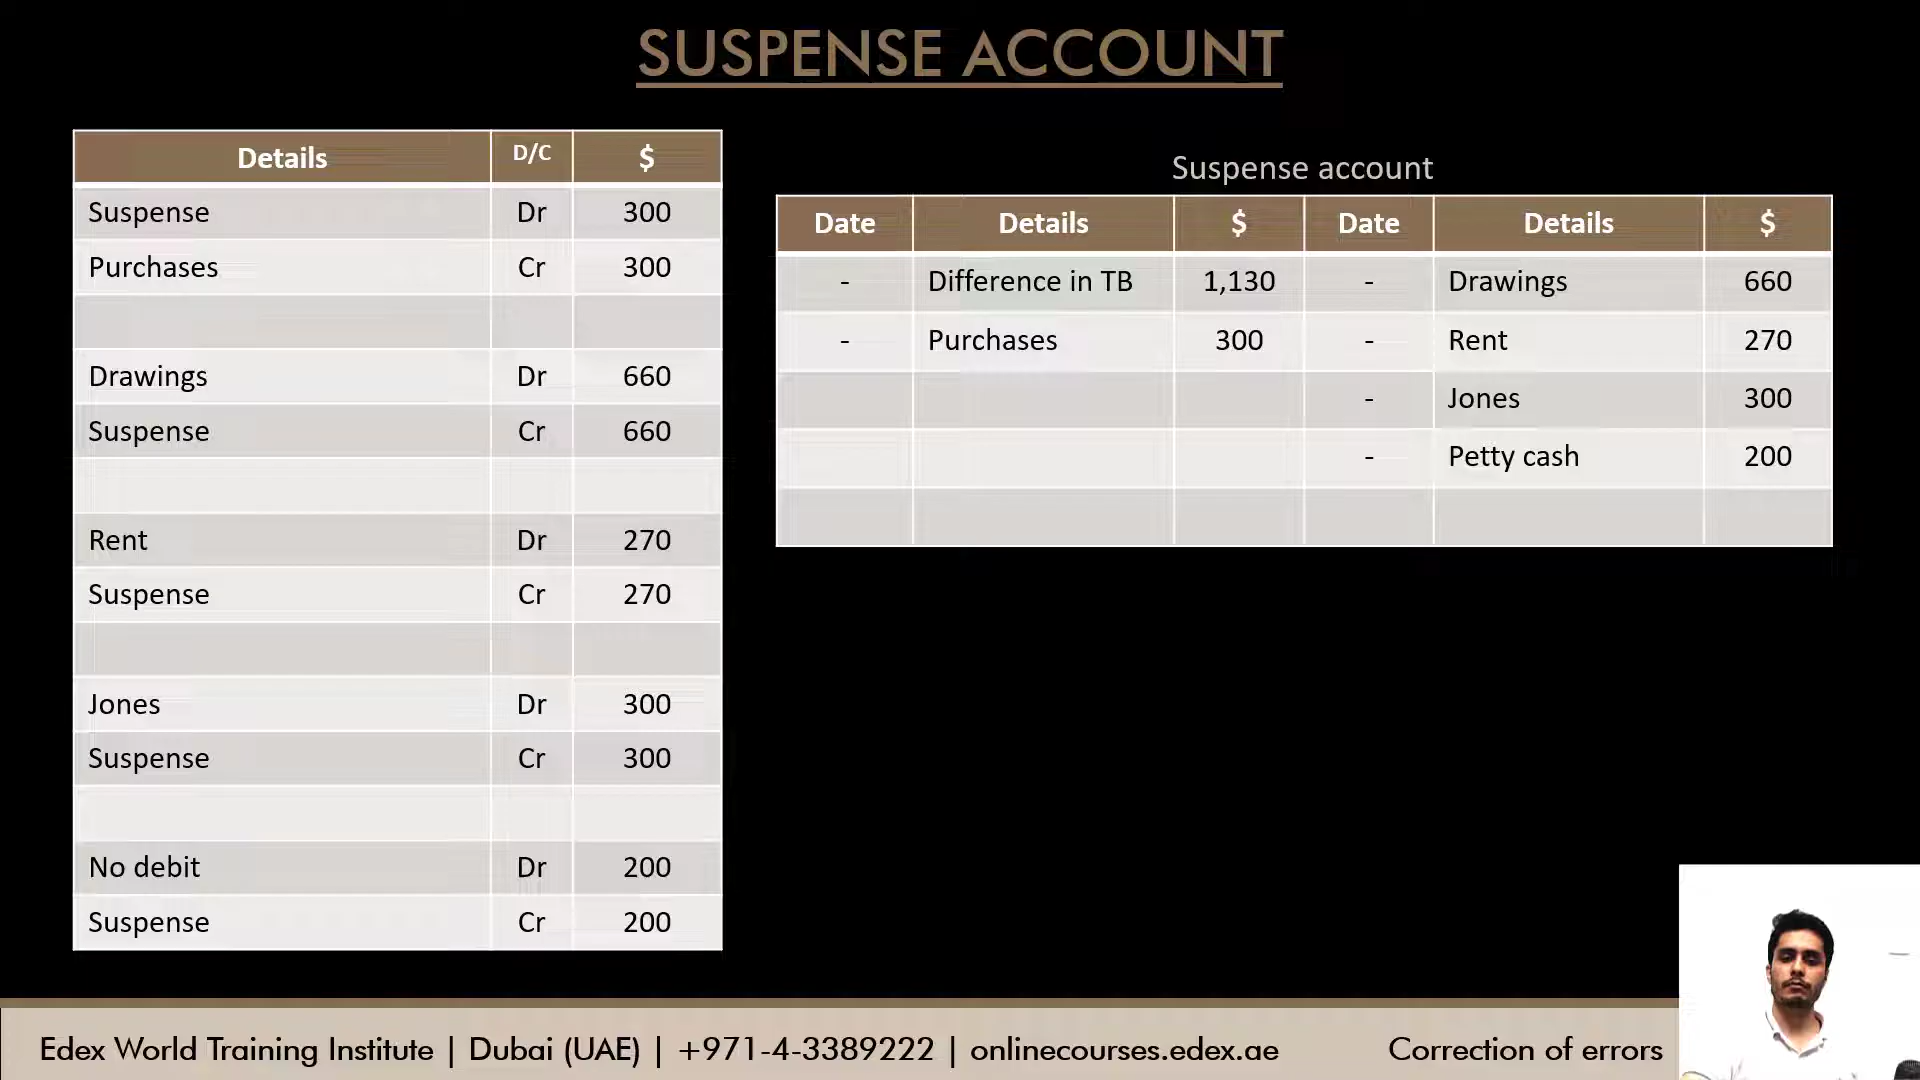 SUSPENSE ACCOUNT
Details D/C $
Suspense Dr 300
Purchases Cr 300
Drawings Dr 660
Suspense Cr 660
Rent Dr 270
Suspense Cr 270
Jones Dr 300
Suspense Cr 300
No debit Dr 200
Suspense Cr 200
Suspense account
Date Details $ Date Details $
- Difference in TB 1,130 - Drawings 660
- Purchases 300 - Rent 270
- Jones 300
- Petty cash 200
Edex World Training Institute | Dubai (UAE) | +971-4-3389222 | onlinecourses.edex.ae Correction of errors